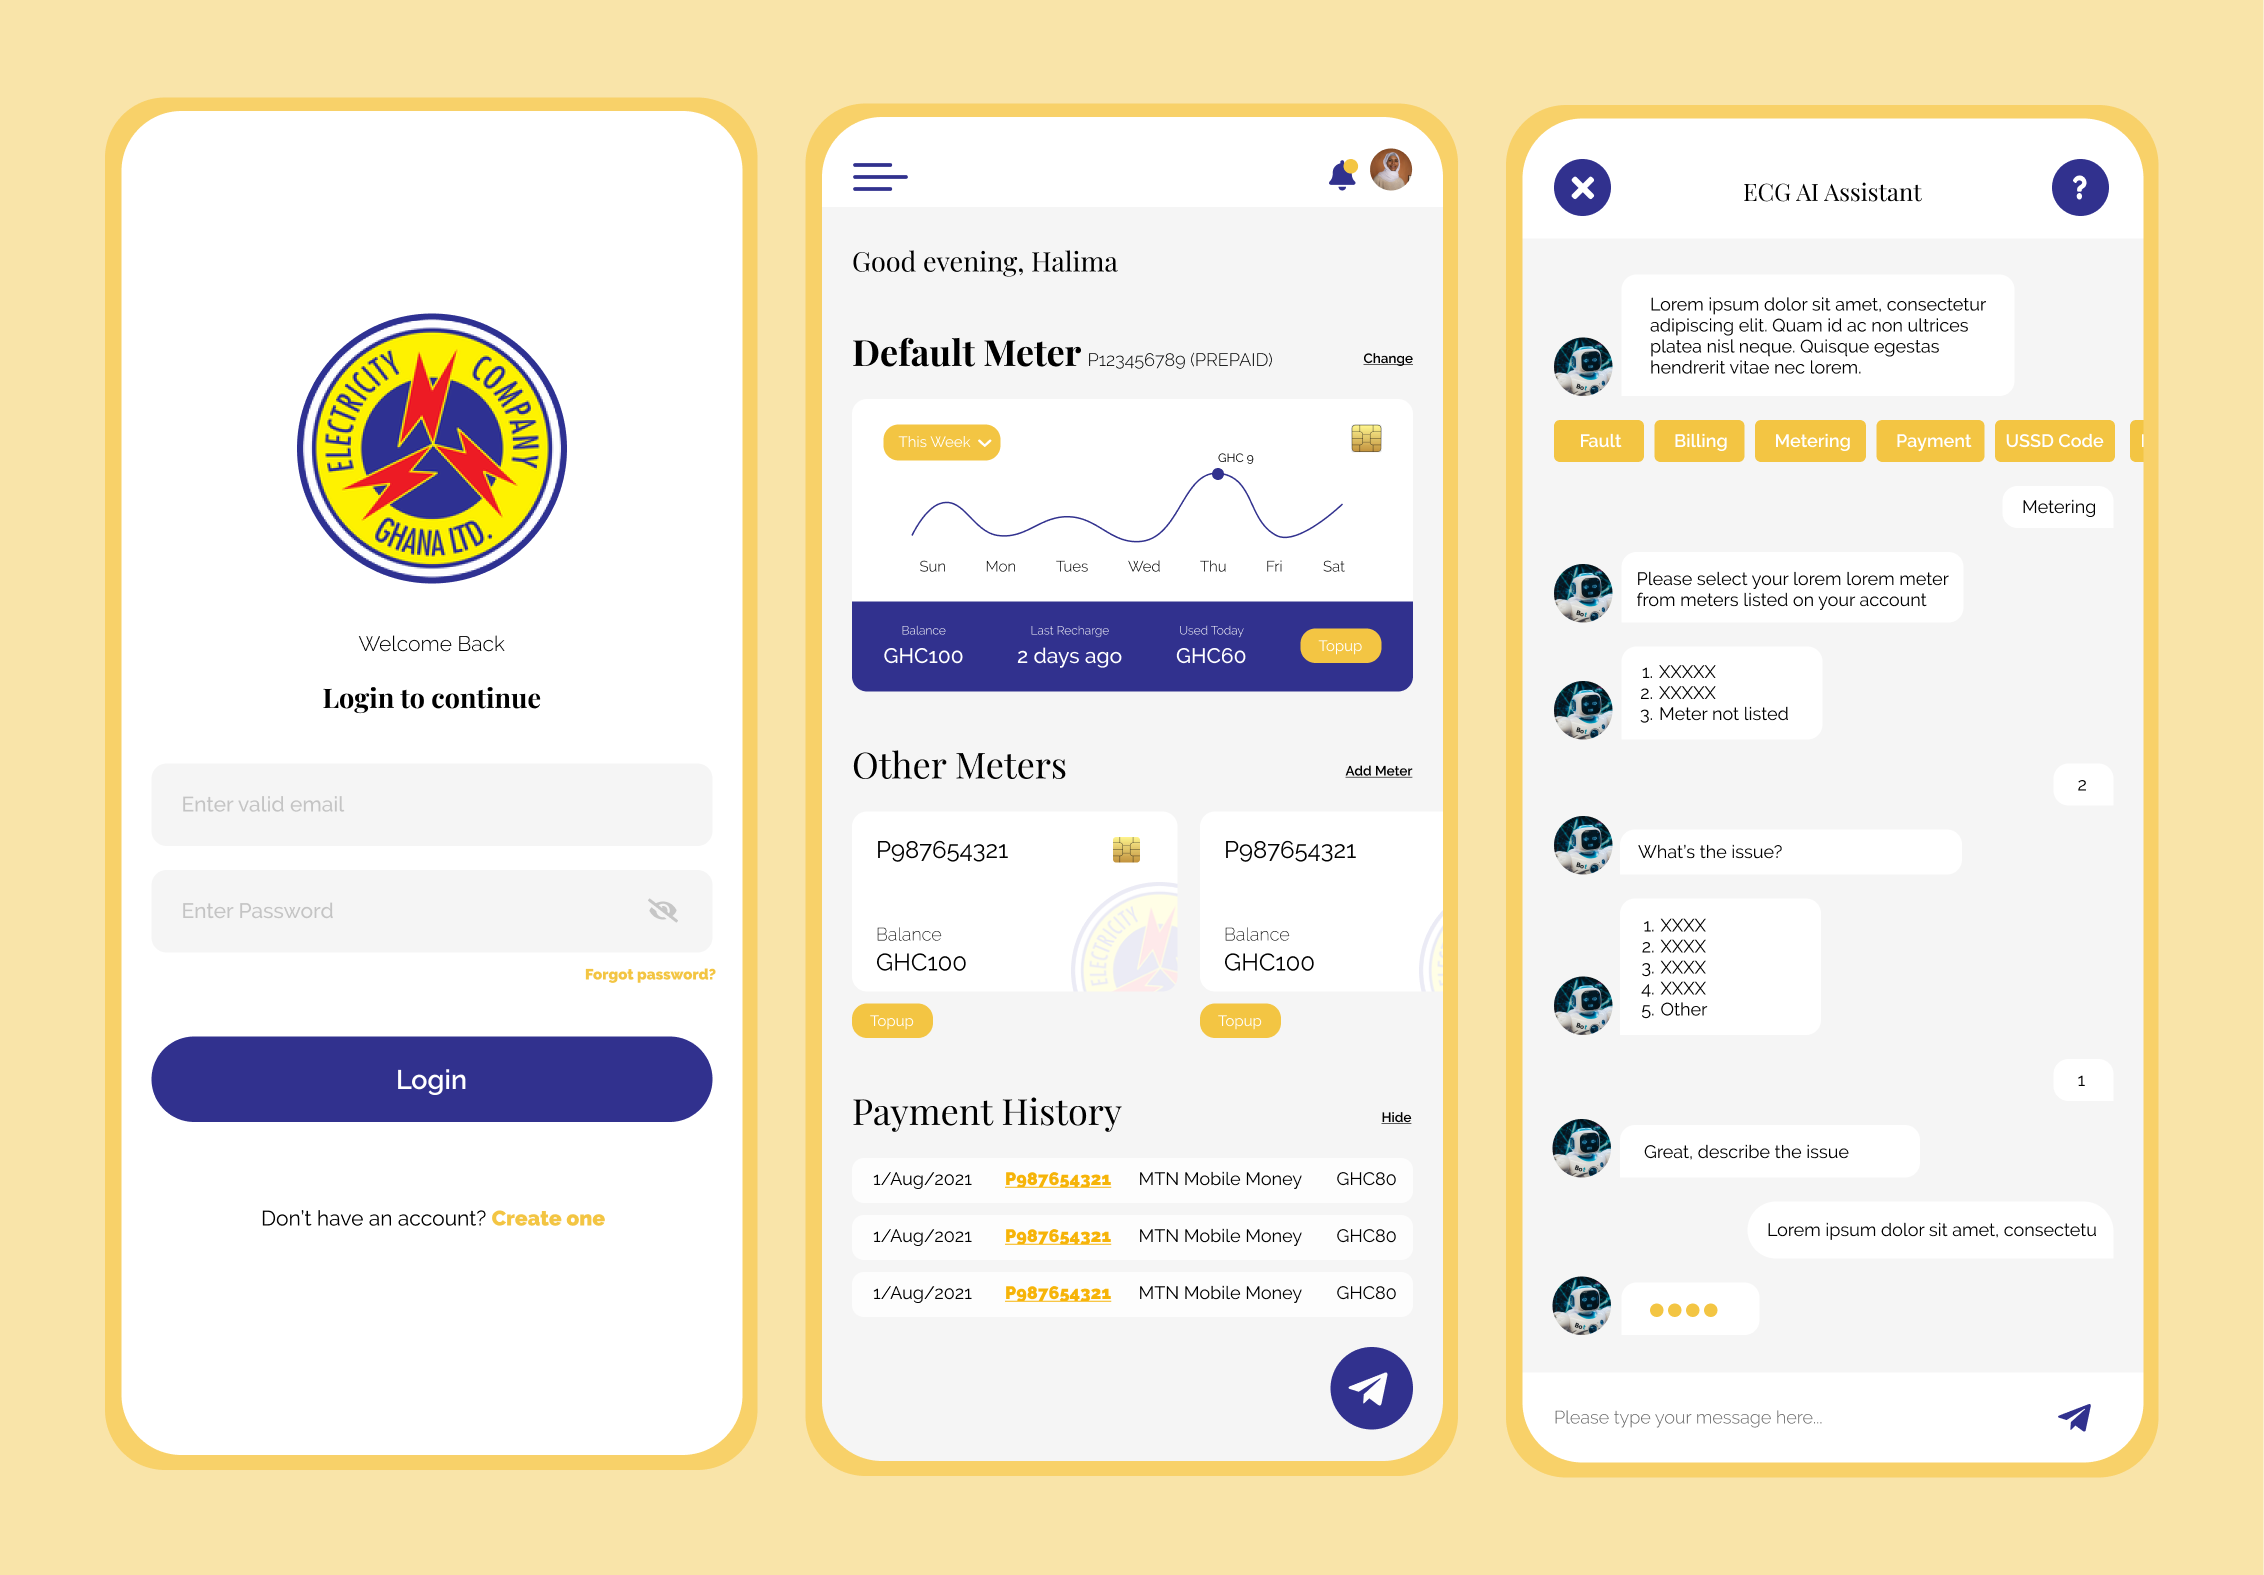 ELECTRICITY COMPANY
GHANA LTD.
Welcome Back
Login to continue
Enter valid email
Enter Password
Forgot password?
Login
Don't have an account? Create one
Good evening, Halima
Default Meter P123456789 (PREPAID) Change
This Week
GHC 9
Sun Mon Tues Wed Thu Fri Sat
Balance Last Recharge Used Today
GHC100 2 days ago GHC60 Topup
Other Meters Add Meter
P987654321 P987654321
ELECTRICITY
Balance Balance
GHC100 GHC100
Topup Topup
Payment History Hide
1/Aug/2021 P987654321 MTN Mobile Money GHC80
1/Aug/2021 P987654321 MTN Mobile Money GHC80
1/Aug/2021 P987654321 MTN Mobile Money GHC80
ECG AI Assistant
?
Lorem ipsum dolor sit amet, consectetur
adipiscing elit. Quam id ac non ultrices
platea nisl neque. Quisque egestas
hendrerit vitae nec lorem.
Fault Billing Metering Payment USSD Code
Metering
Please select your lorem lorem meter
from meters listed on your account
1. XXXXX
2. XXXXX
3. Meter not listed
2
What's the issue?
1. XXXX
2. XXXX
3. XXXX
4. XXXX
5. Other
1
Great, describe the issue
Lorem ipsum dolor sit amet, consectetu
Please type your message here...